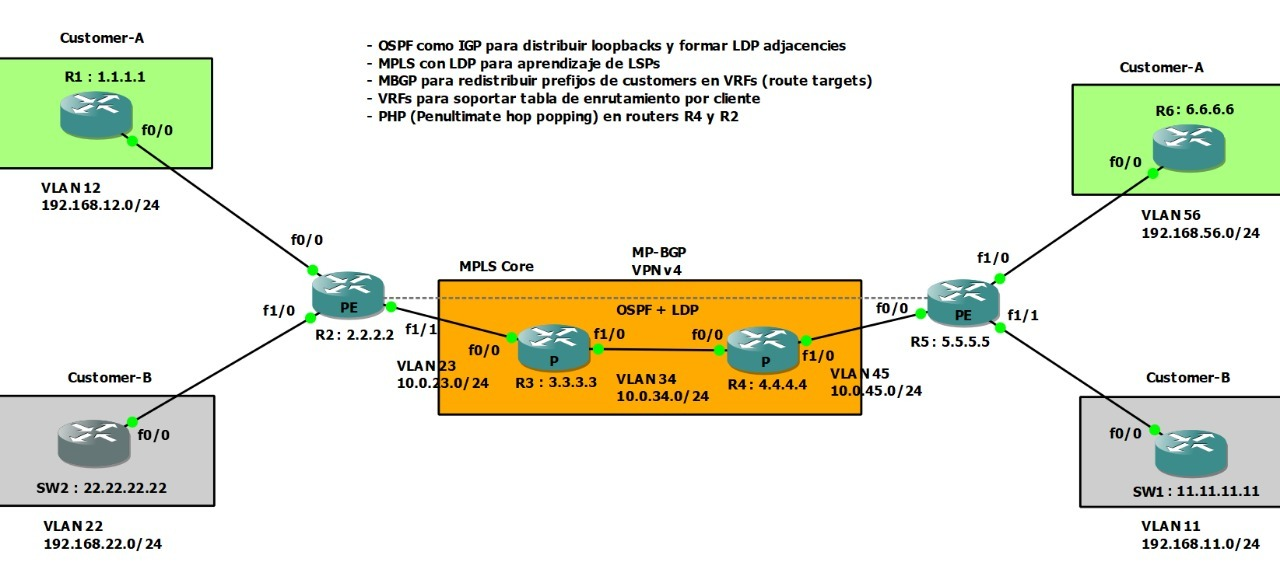 Customer-A
- OSPF como IGP para distribuir loopbacks y formar LDP adjacencies
- MPLS con LDP para aprendizaje de LSPs
- MBGP para redistribuir prefijos de customers en VRFs (route targets)
- VRFs para soportar tabla de enrutamiento por cliente
- PHP (Penultimate hop popping) en routers R4 y R2
Customer-A
R1 : 1.1.1.1
f0/0
VLAN 12
192.168.12.0/24
R6: 6.6.6.6
f0/0
VLAN 56
192.168.56.0/24
f0/0
f1/0
PE
R2: 2.2.2.2
f1/1
MPLS Core
MP-BGP
VPNv4
OSPF + LDP
VLAN 23
10.0.23.0/24
f0/0
P
f1/0
R3 : 3.3.3.3
VLAN 34
10.0.34.0/24
f0/0
P
f1/0
R4 : 4.4.4.4
VLAN 45
10.0.45.0/24
f0/0
PE
f1/0
f1/1
R5 : 5.5.5.5
Customer-B
f0/0
SW2 : 22.22.22.22
VLAN 22
192.168.22.0/24
Customer-B
f0/0
SW1 : 11.11.11.11
VLAN 11
192.168.11.0/24